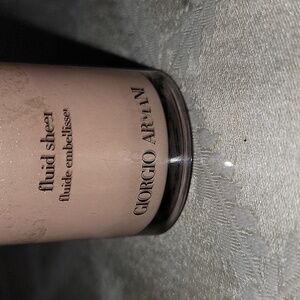 fluid sheer
fluide embellisseur
GIORGIO ARMANI